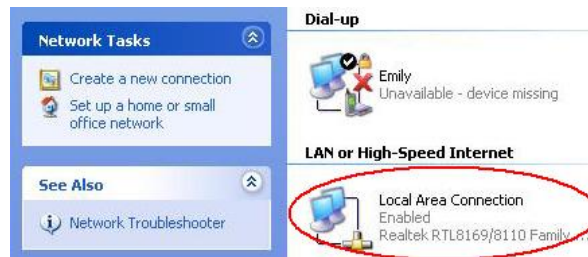 Network Tasks
Create a new connection
Set up a home or small
office network
See Also
Network Troubleshooter
Dial-up
Emily
Unavailable - device missing
LAN or High-Speed Internet
Local Area Connection
Enabled
Realtek RTL8169/8110 Family ...